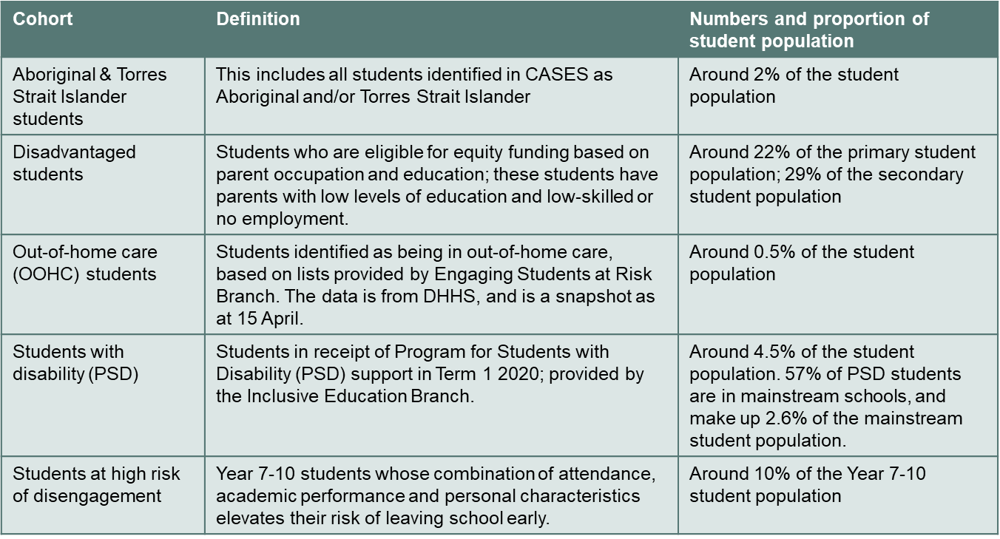 Cohort
Definition
Numbers and proportion of
student population
Aboriginal & Torres
Strait Islander
students
This includes all students identified in CASES as
Aboriginal and/or Torres Strait Islander
Around 2% of the student
population
Disadvantaged
students
Students who are eligible for equity funding based on
parent occupation and education; these students have
parents with low levels of education and low-skilled or
no employment.
Around 22% of the primary student
population; 29% of the secondary
student population
Out-of-home care
(OOHC) students
Students identified as being in out-of-home care,
based on lists provided by Engaging Students at Risk
Branch. The data is from DHHS, and is a snapshot as
at 15 April.
Around 0.5% of the student
population
Students with
disability (PSD)
Students in receipt of Program for Students with
Disability (PSD) support in Term 1 2020; provided by
the Inclusive Education Branch.
Around 4.5% of the student
population. 57% of PSD students
are in mainstream schools, and
make up 2.6% of the mainstream
student population.
Students at high risk
of disengagement
Year 7-10 students whose combination of attendance,
academic performance and personal characteristics
elevates their risk of leaving school early.
Around 10% of the Year 7-10
student population